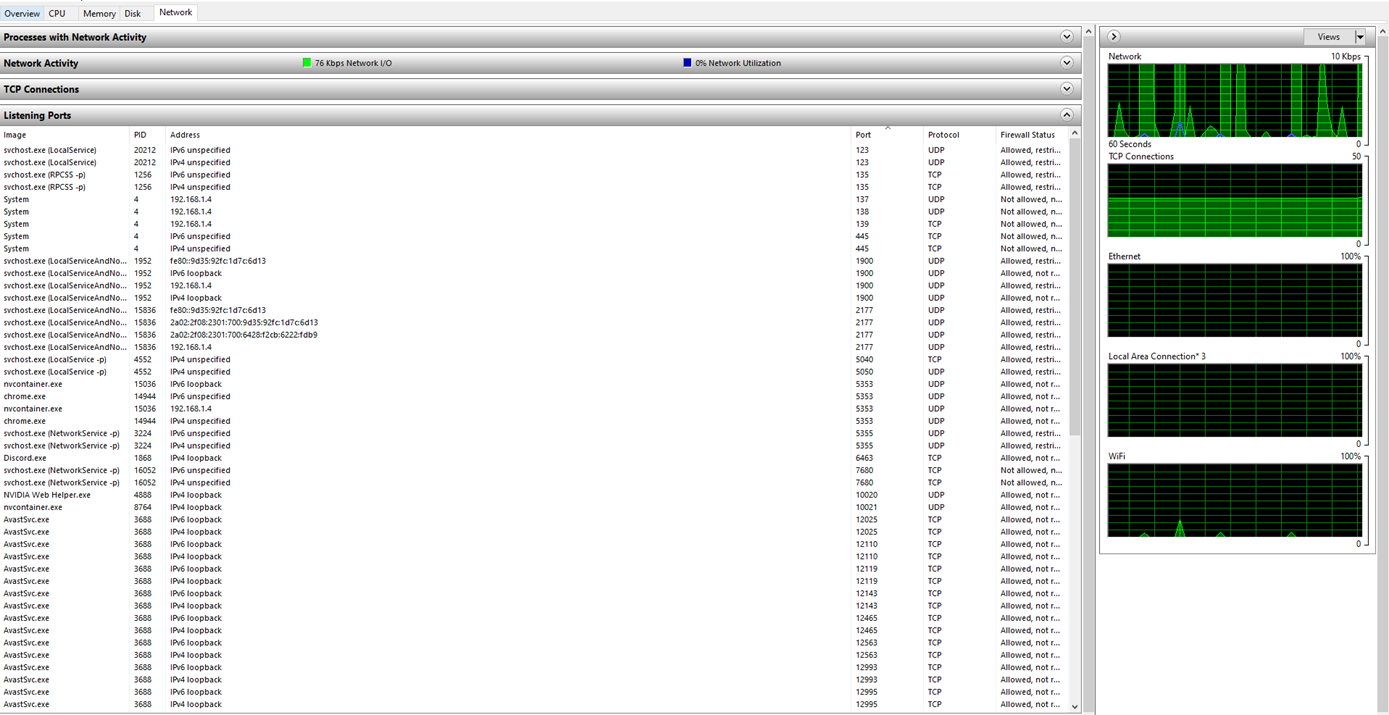 Overview CPU Memory Disk Network
Processes with Network Activity
Network Activity 76 Kbps Network I/O 0% Network Utilization
TCP Connections
Listening Ports
Image PID Address Port Protocol Firewall Status
svchost.exe (LocalService) 20212 IPv6 unspecified 123 UDP Allowed, restri...
svchost.exe (LocalService) 20212 IPv4 unspecified 123 UDP Allowed, restri...
svchost.exe (RPCSS -p) 1256 IPv6 unspecified 135 TCP Allowed, restri...
svchost.exe (RPCSS -p) 1256 IPv4 unspecified 135 TCP Allowed, restri...
System 4 192.168.1.4 137 UDP Not allowed, n...
System 4 192.168.1.4 138 UDP Not allowed, n...
System 4 192.168.1.4 139 TCP Not allowed, n...
System 4 IPv6 unspecified 445 TCP Not allowed, n...
System 4 IPv4 unspecified 445 TCP Not allowed, n...
svchost.exe (LocalServiceAndNo... 1952 fe80::9d35:92fc:1d7c:6d13 1900 UDP Allowed, restri...
svchost.exe (LocalServiceAndNo... 1952 IPv6 loopback 1900 UDP Allowed, not r...
svchost.exe (LocalServiceAndNo... 1952 192.168.1.4 1900 UDP Allowed, restri...
svchost.exe (LocalServiceAndNo... 1952 IPv4 loopback 1900 UDP Allowed, not r...
svchost.exe (LocalServiceAndNo... 15836 fe80::9d35:92fc:1d7c:6d13 2177 UDP Allowed, restri...
svchost.exe (LocalServiceAndNo... 15836 2a02:2f08:2301:700:9d35:92fc:1d7c:6d13 2177 UDP Allowed, restri...
svchost.exe (LocalServiceAndNo... 15836 2a02:2f08:2301:700:6428:f2cb:6222:fdb9 2177 UDP Allowed, restri...
svchost.exe (LocalServiceAndNo... 15836 192.168.1.4 2177 UDP Allowed, restri...
svchost.exe (LocalService -p) 4552 IPv4 unspecified 5040 TCP Allowed, restri...
svchost.exe (LocalService -p) 4552 IPv4 unspecified 5050 UDP Allowed, restri...
nvcontainer.exe 15036 IPv6 loopback 5353 UDP Allowed, not r...
chrome.exe 14944 IPv6 unspecified 5353 UDP Allowed, not r...
nvcontainer.exe 15036 192.168.1.4 5353 UDP Allowed, not r...
chrome.exe 14944 IPv4 unspecified 5353 UDP Allowed, not r...
svchost.exe (NetworkService -p) 3224 IPv6 unspecified 5355 UDP Allowed, restri...
svchost.exe (NetworkService -p) 3224 IPv4 unspecified 5355 UDP Allowed, restri...
Discord.exe 1868 IPv4 loopback 6463 TCP Allowed, not r...
svchost.exe (NetworkService -p) 16052 IPv6 unspecified 7680 TCP Not allowed, n...
svchost.exe (NetworkService -p) 16052 IPv4 unspecified 7680 TCP Not allowed, n...
NVIDIA Web Helper.exe 4888 IPv4 loopback 10020 UDP Allowed, not r...
nvcontainer.exe 8764 IPv4 loopback 10021 UDP Allowed, not r...
AvastSvc.exe 3688 IPv6 loopback 12025 TCP Allowed, not r...
AvastSvc.exe 3688 IPv4 loopback 12025 TCP Allowed, not r...
AvastSvc.exe 3688 IPv6 loopback 12110 TCP Allowed, not r...
AvastSvc.exe 3688 IPv4 loopback 12110 TCP Allowed, not r...
AvastSvc.exe 3688 IPv6 loopback 12119 TCP Allowed, not r...
AvastSvc.exe 3688 IPv4 loopback 12119 TCP Allowed, not r...
AvastSvc.exe 3688 IPv6 loopback 12143 TCP Allowed, not r...
AvastSvc.exe 3688 IPv4 loopback 12143 TCP Allowed, not r...
AvastSvc.exe 3688 IPv6 loopback 12465 TCP Allowed, not r...
AvastSvc.exe 3688 IPv4 loopback 12465 TCP Allowed, not r...
AvastSvc.exe 3688 IPv6 loopback 12563 TCP Allowed, not r...
AvastSvc.exe 3688 IPv4 loopback 12563 TCP Allowed, not r...
AvastSvc.exe 3688 IPv6 loopback 12993 TCP Allowed, not r...
AvastSvc.exe 3688 IPv4 loopback 12993 TCP Allowed, not r...
AvastSvc.exe 3688 IPv6 loopback 12995 TCP Allowed, not r...
AvastSvc.exe 3688 IPv4 loopback 12995 TCP Allowed, not r...
Views
Network 10 Kbps
60 Seconds 0
TCP Connections 50
0
Ethernet 100%
0
Local Area Connection* 3 100%
0
WiFi 100%
0